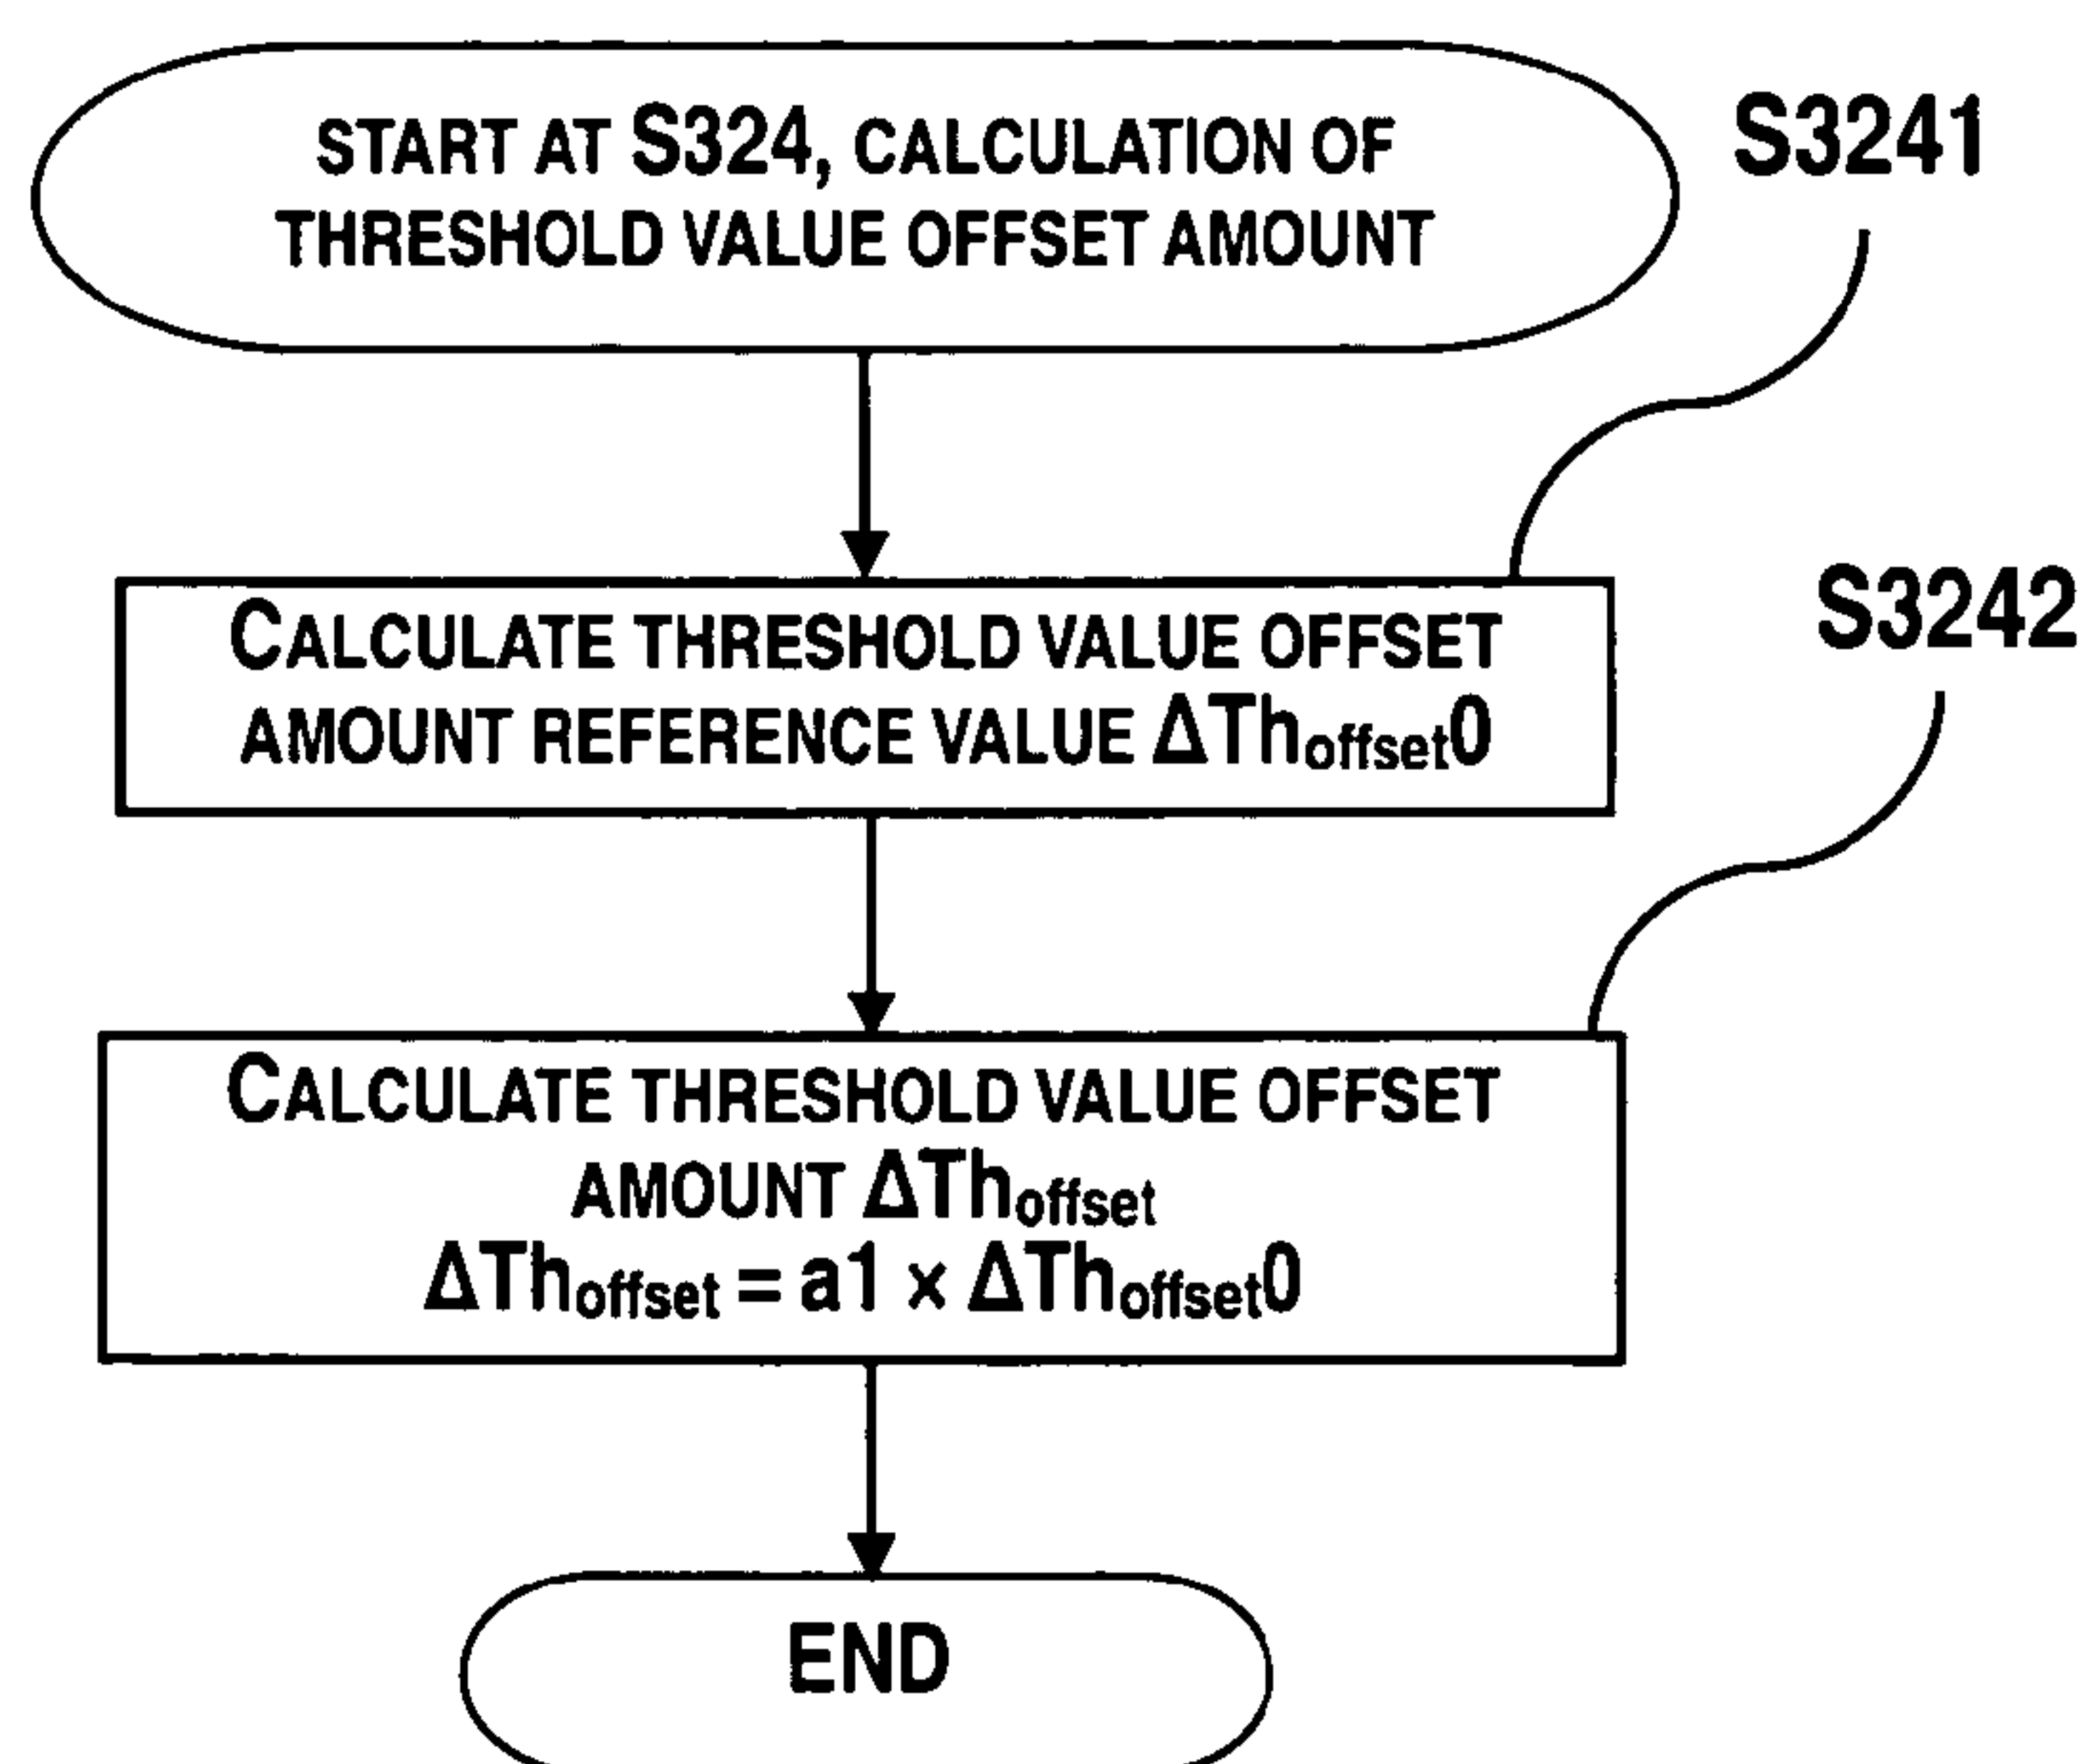 START AT S324, CALCULATION OF
THRESHOLD VALUE OFFSET AMOUNT
S3241
CALCULATE THRESHOLD VALUE OFFSET
AMOUNT REFERENCE VALUE ΔThoffset0
S3242
CALCULATE THRESHOLD VALUE OFFSET
AMOUNT ΔThoffset
ΔThoffset = a1 x ΔThoffset0
END